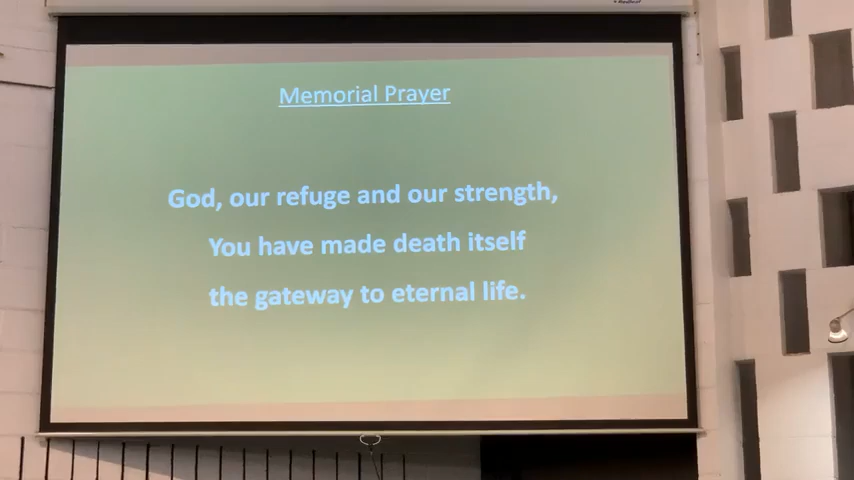 Memorial Prayer
God, our refuge and our strength,
You have made death itself
the gateway to eternal life.